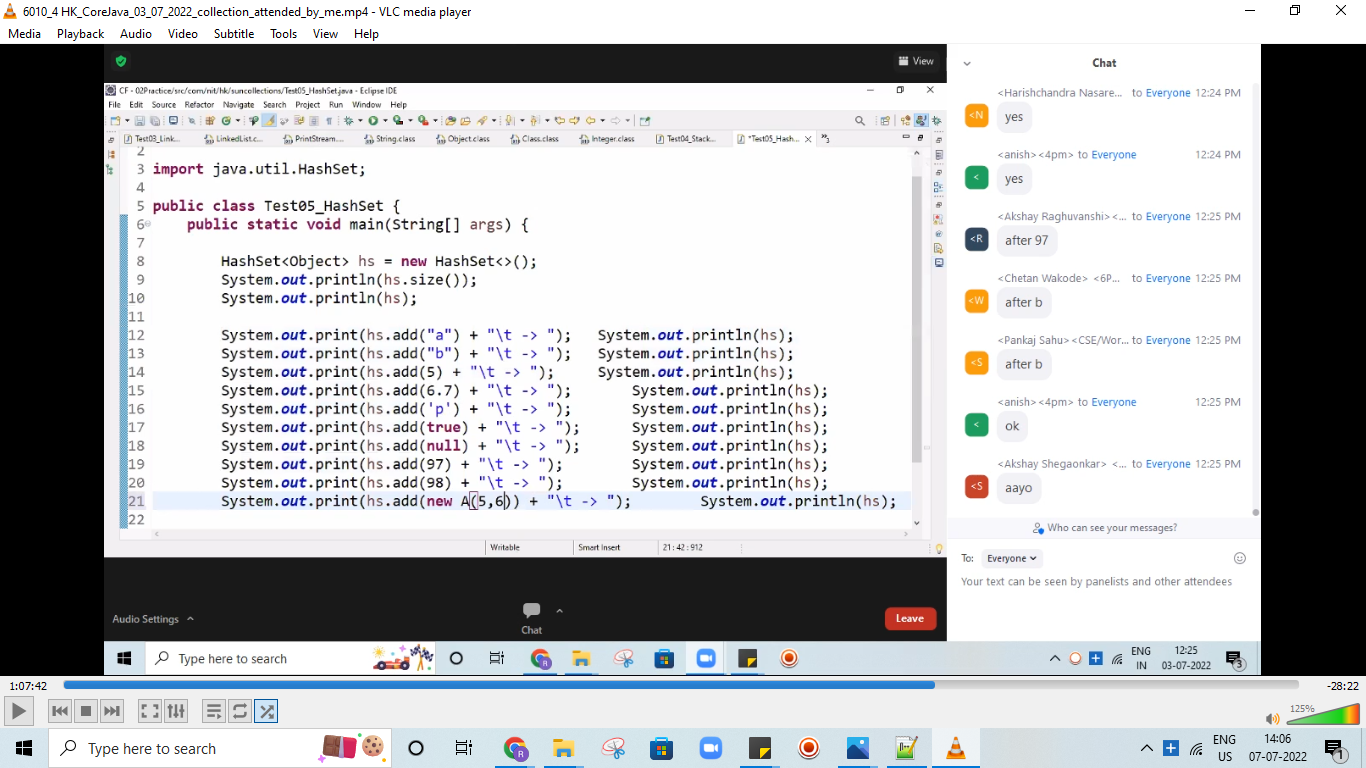 6010_4 HK_CoreJava_03_07_2022_collection_attended_by_me.mp4 - VLC media player
Media Playback Audio Video Subtitle Tools View Help
View
CF - 02Practice/src/com/nit/hk/suncollections/Test05_HashSet.java - Eclipse IDE
File Edit Source Refactor Navigate Search Project Run Window Help
Test03_Link... LinkedList.c... PrintStream.... String.class Object.class Class.class Integer.class Test04_Stack... *Test05_Hash... 3
2
3 import java.util.HashSet;
4
5 public class Test05_HashSet {
6 public static void main(String[] args) {
7
8 HashSet<Object> hs = new HashSet<>();
9 System.out.println(hs.size());
10 System.out.println(hs);
11
12 System.out.print(hs.add("a") + "\t -> "); System.out.println(hs);
13 System.out.print(hs.add("b") + "\t -> "); System.out.println(hs);
14 System.out.print(hs.add(5) + "\t -> "); System.out.println(hs);
15 System.out.print(hs.add(6.7) + "\t -> "); System.out.println(hs);
16 System.out.print(hs.add('p') + "\t -> "); System.out.println(hs);
17 System.out.print(hs.add(true) + "\t -> "); System.out.println(hs);
18 System.out.print(hs.add(null) + "\t -> "); System.out.println(hs);
19 System.out.print(hs.add(97) + "\t -> "); System.out.println(hs);
20 System.out.print(hs.add(98) + "\t -> "); System.out.println(hs);
21 System.out.print(hs.add(new A(5,6)) + "\t -> "); System.out.println(hs);
22
Writable Smart Insert 21 : 42 : 912
Audio Settings
Chat
Leave
Chat
<Harishchandra Nasare... to Everyone 12:24 PM
<N
yes
<anish><4pm> to Everyone 12:24 PM
<
yes
<Akshay Raghuvanshi> <... to Everyone 12:25 PM
<R
after 97
<Chetan Wakode> <6P... to Everyone 12:25 PM
<W
after b
<Pankaj Sahu> <CSE/Wor... to Everyone 12:25 PM
<S
after b
<anish><4pm> to Everyone 12:25 PM
<
ok
<Akshay Shegaonkar> <... to Everyone 12:25 PM
<S
aayo
Who can see your messages?
To: Everyone
Your text can be seen by panelists and other attendees
Type here to search
ENG
IN
12:25
03-07-2022
3
1:07:42
-28:22
125%
Type here to search
ENG
US
14:06
07-07-2022
1